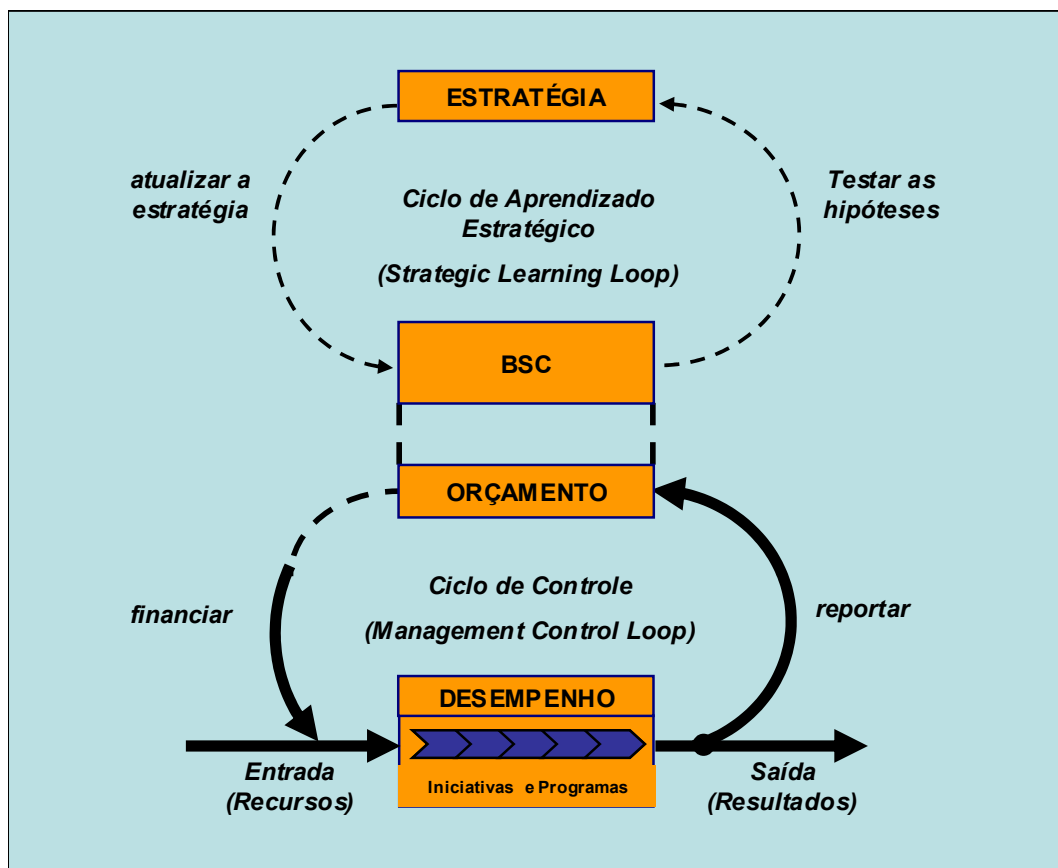 ESTRATÉGIA
atualizar a
estratégia
Ciclo de Aprendizado
Estratégico
(Strategic Learning Loop)
Testar as
hipóteses
BSC
ORÇAMENTO
financiar
Ciclo de Controle
(Management Control Loop)
reportar
DESEMPENHO
Iniciativas e Programas
Entrada
(Recursos)
Saída
(Resultados)